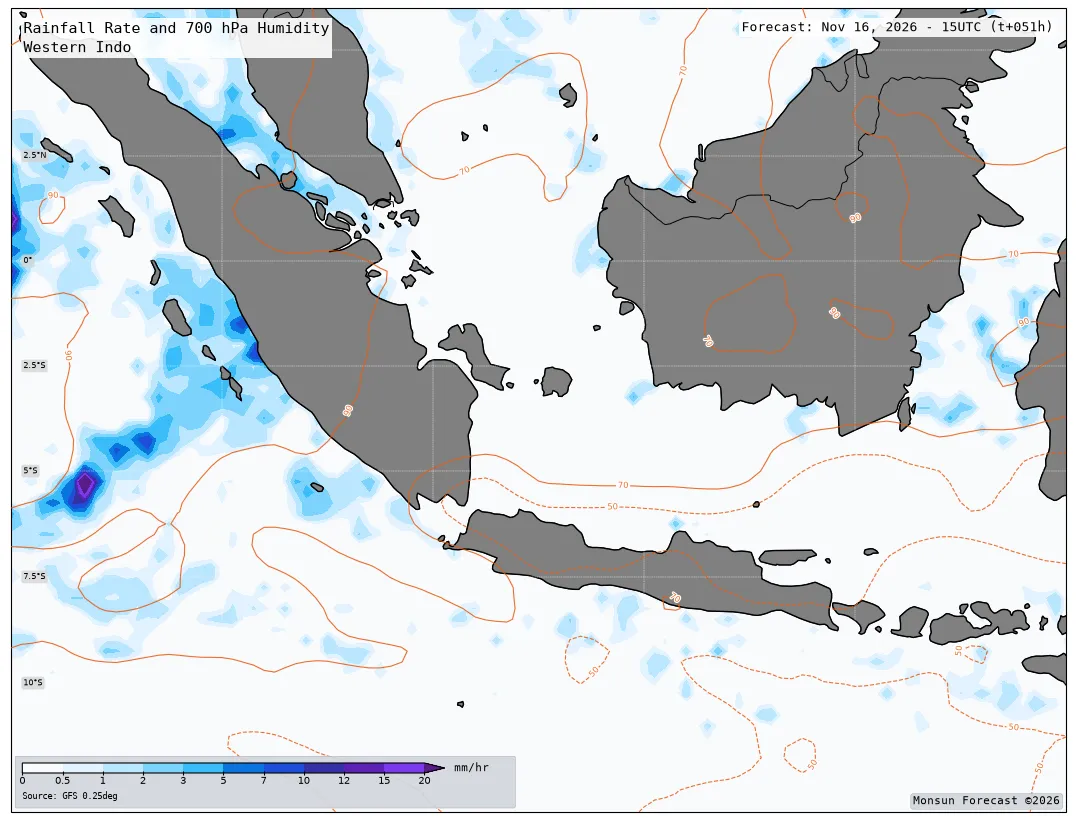 Rainfall Rate and 700 hPa Humidity
Western Indo
Forecast: Nov 16, 2026 - 15UTC (t+051h)
70
70
2.5°N
90
90
0°
70
90
90
90
70
2.5°S
90
5°S
70
50
7.5°S
70
50
50
10°S
50
50
50
mm/hr
0 0.5 1 2 3 5 7 10 12 15 20
Source: GFS 0.25deg
Monsun Forecast ©2026